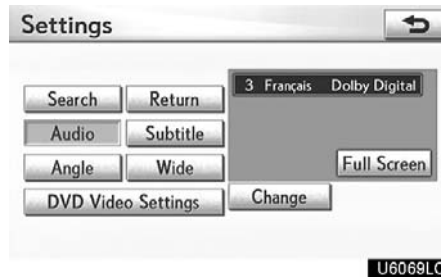 Settings
3 Français Dolby Digital
Search Return
Audio Subtitle
Angle Wide
Full Screen
DVD Video Settings
Change
U6069LC